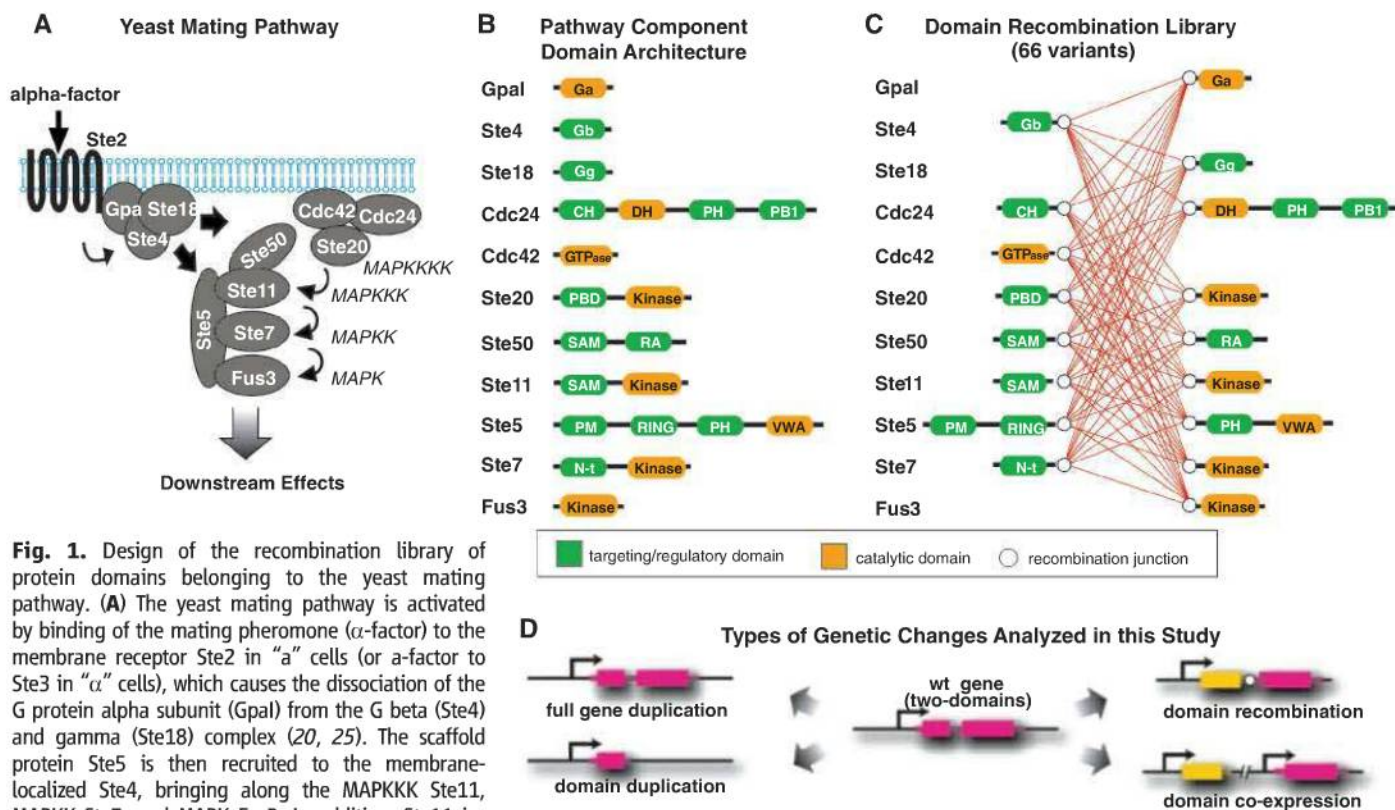 A Yeast Mating Pathway
alpha-factor
Ste2
Gpa Ste18
Ste4
Cdc42 Cdc24
Ste20
Ste50
MAPKKKK
Ste11
MAPKKK
Ste5
Ste7
MAPKK
Fus3
MAPK
Downstream Effects
B Pathway Component
Domain Architecture
GpaI Ga
Ste4 Gb
Ste18 Gg
Cdc24 CH DH PH PB1
Cdc42 GTPase
Ste20 PBD Kinase
Ste50 SAM RA
Ste11 SAM Kinase
Ste5 PM RING PH VWA
Ste7 N-t Kinase
Fus3 Kinase
C Domain Recombination Library
(66 variants)
GpaI Ga
Ste4 Gb
Ste18 Gg
Cdc24 CH DH PH PB1
Cdc42 GTPase
Ste20 PBD Kinase
Ste50 SAM RA
Ste11 SAM Kinase
Ste5 PM RING PH VWA
Ste7 N-t Kinase
Fus3 Kinase
targeting/regulatory domain catalytic domain recombination junction
Fig. 1. Design of the recombination library of
protein domains belonging to the yeast mating
pathway. (A) The yeast mating pathway is activated
by binding of the mating pheromone (α-factor) to the
membrane receptor Ste2 in “a” cells (or a-factor to
Ste3 in “α” cells), which causes the dissociation of the
G protein alpha subunit (GpaI) from the G beta (Ste4)
and gamma (Ste18) complex (20, 25). The scaffold
protein Ste5 is then recruited to the membrane-
localized Ste4, bringing along the MAPKKK Ste11,
D Types of Genetic Changes Analyzed in this Study
full gene duplication
domain duplication
wt gene
(two-domains)
domain recombination
domain co-expression